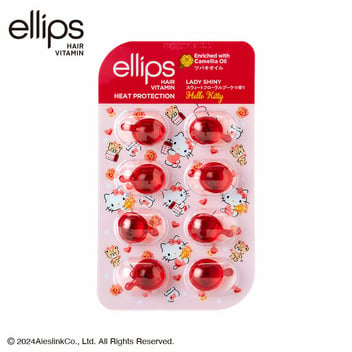 ellips
HAIR
VITAMIN
ellips
HAIR
VITAMIN
HEAT PROTECTION
Enriched with
Camellia Oil
ツバキオイル
LADY SHINY
スウィートフローラルブーケの香り
Hello Kitty
© 2024AieslinkCo., Ltd. All Rights Reserved.